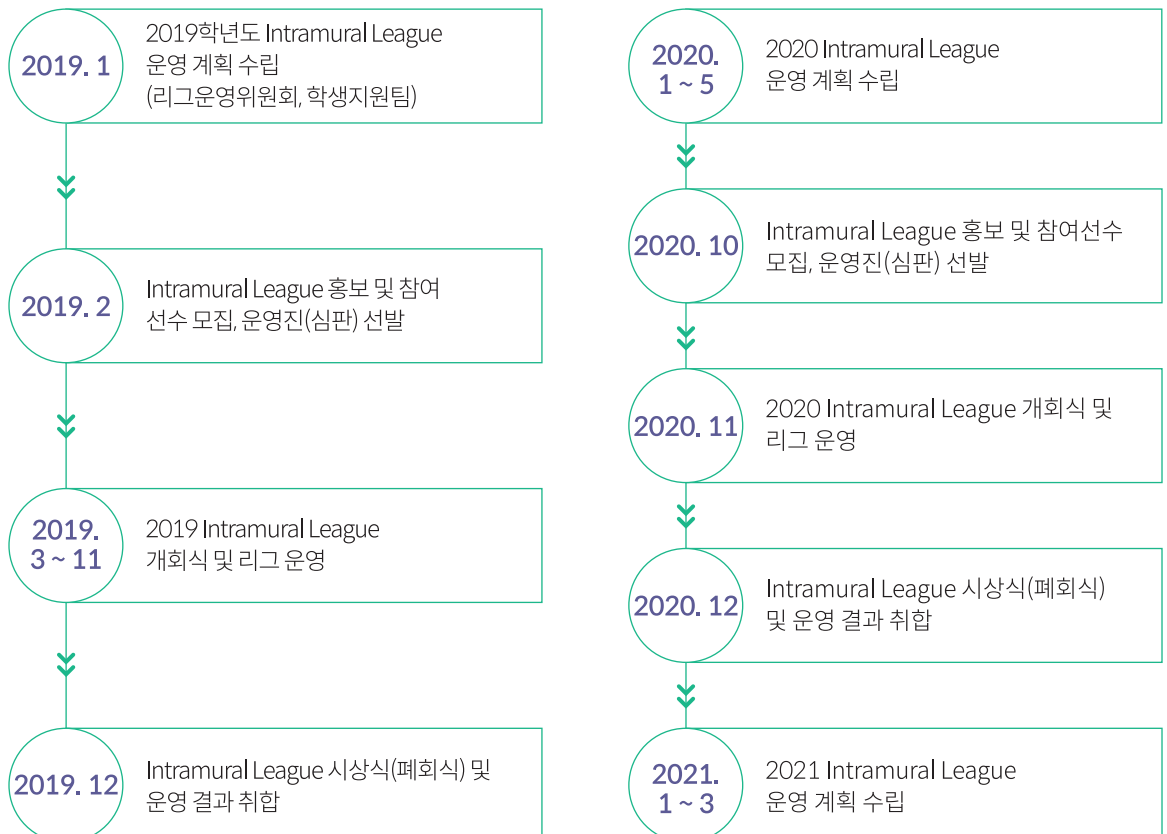 2019. 1
2019학년도 Intramural League
운영 계획 수립
(리그운영위원회, 학생지원팀)
2019. 2
Intramural League 홍보 및 참여
선수 모집, 운영진(심판) 선발
2019.
3 ~ 11
2019 Intramural League
개회식 및 리그 운영
2019. 12
Intramural League 시상식(폐회식) 및
운영 결과 취합
2020.
1 ~ 5
2020 Intramural League
운영 계획 수립
2020. 10
Intramural League 홍보 및 참여선수
모집, 운영진(심판) 선발
2020. 11
2020 Intramural League 개회식 및
리그 운영
2020. 12
Intramural League 시상식(폐회식)
및 운영 결과 취합
2021.
1 ~ 3
2021 Intramural League
운영 계획 수립